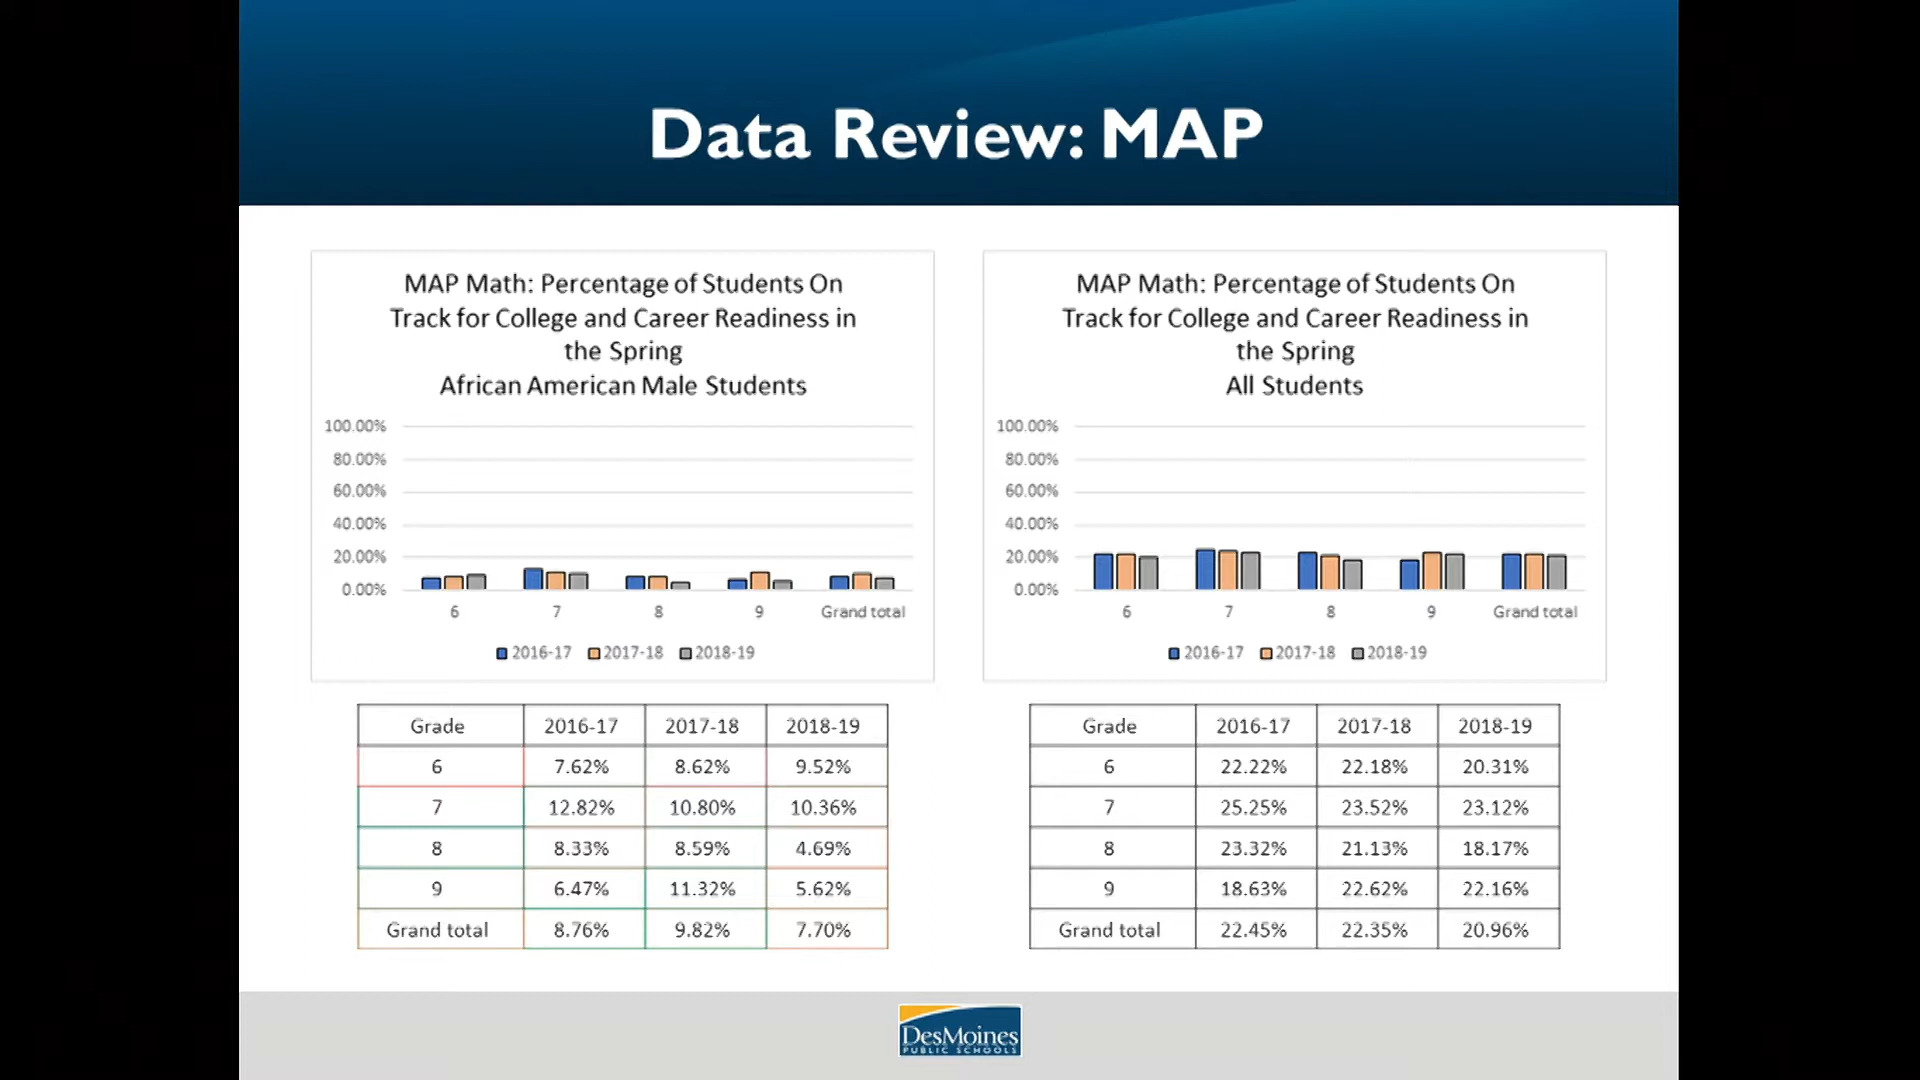 Data Review: MAP
MAP Math: Percentage of Students On
Track for College and Career Readiness in
the Spring
African American Male Students
100.00%
80.00%
60.00%
40.00%
20.00%
0.00%
6 7 8 9 Grand total
2016-17 2017-18 2018-19
Grade 2016-17 2017-18 2018-19
6 7.62% 8.62% 9.52%
7 12.82% 10.80% 10.36%
8 8.33% 8.59% 4.69%
9 6.47% 11.32% 5.62%
Grand total 8.76% 9.82% 7.70%
MAP Math: Percentage of Students On
Track for College and Career Readiness in
the Spring
All Students
100.00%
80.00%
60.00%
40.00%
20.00%
0.00%
6 7 8 9 Grand total
2016-17 2017-18 2018-19
Grade 2016-17 2017-18 2018-19
6 22.22% 22.18% 20.31%
7 25.25% 23.52% 23.12%
8 23.32% 21.13% 18.17%
9 18.63% 22.62% 22.16%
Grand total 22.45% 22.35% 20.96%
DesMoines
PUBLIC SCHOOLS